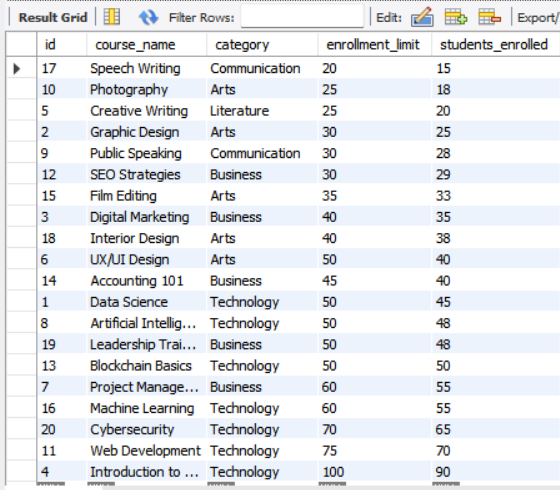 Result Grid Filter Rows: Edit: Export/
id course_name category enrollment_limit students_enrolled
17 Speech Writing Communication 20 15
10 Photography Arts 25 18
5 Creative Writing Literature 25 20
2 Graphic Design Arts 30 25
9 Public Speaking Communication 30 28
12 SEO Strategies Business 30 29
15 Film Editing Arts 35 33
3 Digital Marketing Business 40 35
18 Interior Design Arts 40 38
6 UX/UI Design Arts 50 40
14 Accounting 101 Business 45 40
1 Data Science Technology 50 45
8 Artificial Intellig... Technology 50 48
19 Leadership Trai... Business 50 48
13 Blockchain Basics Technology 50 50
7 Project Manage... Business 60 55
16 Machine Learning Technology 60 55
20 Cybersecurity Technology 70 65
11 Web Development Technology 75 70
4 Introduction to ... Technology 100 90